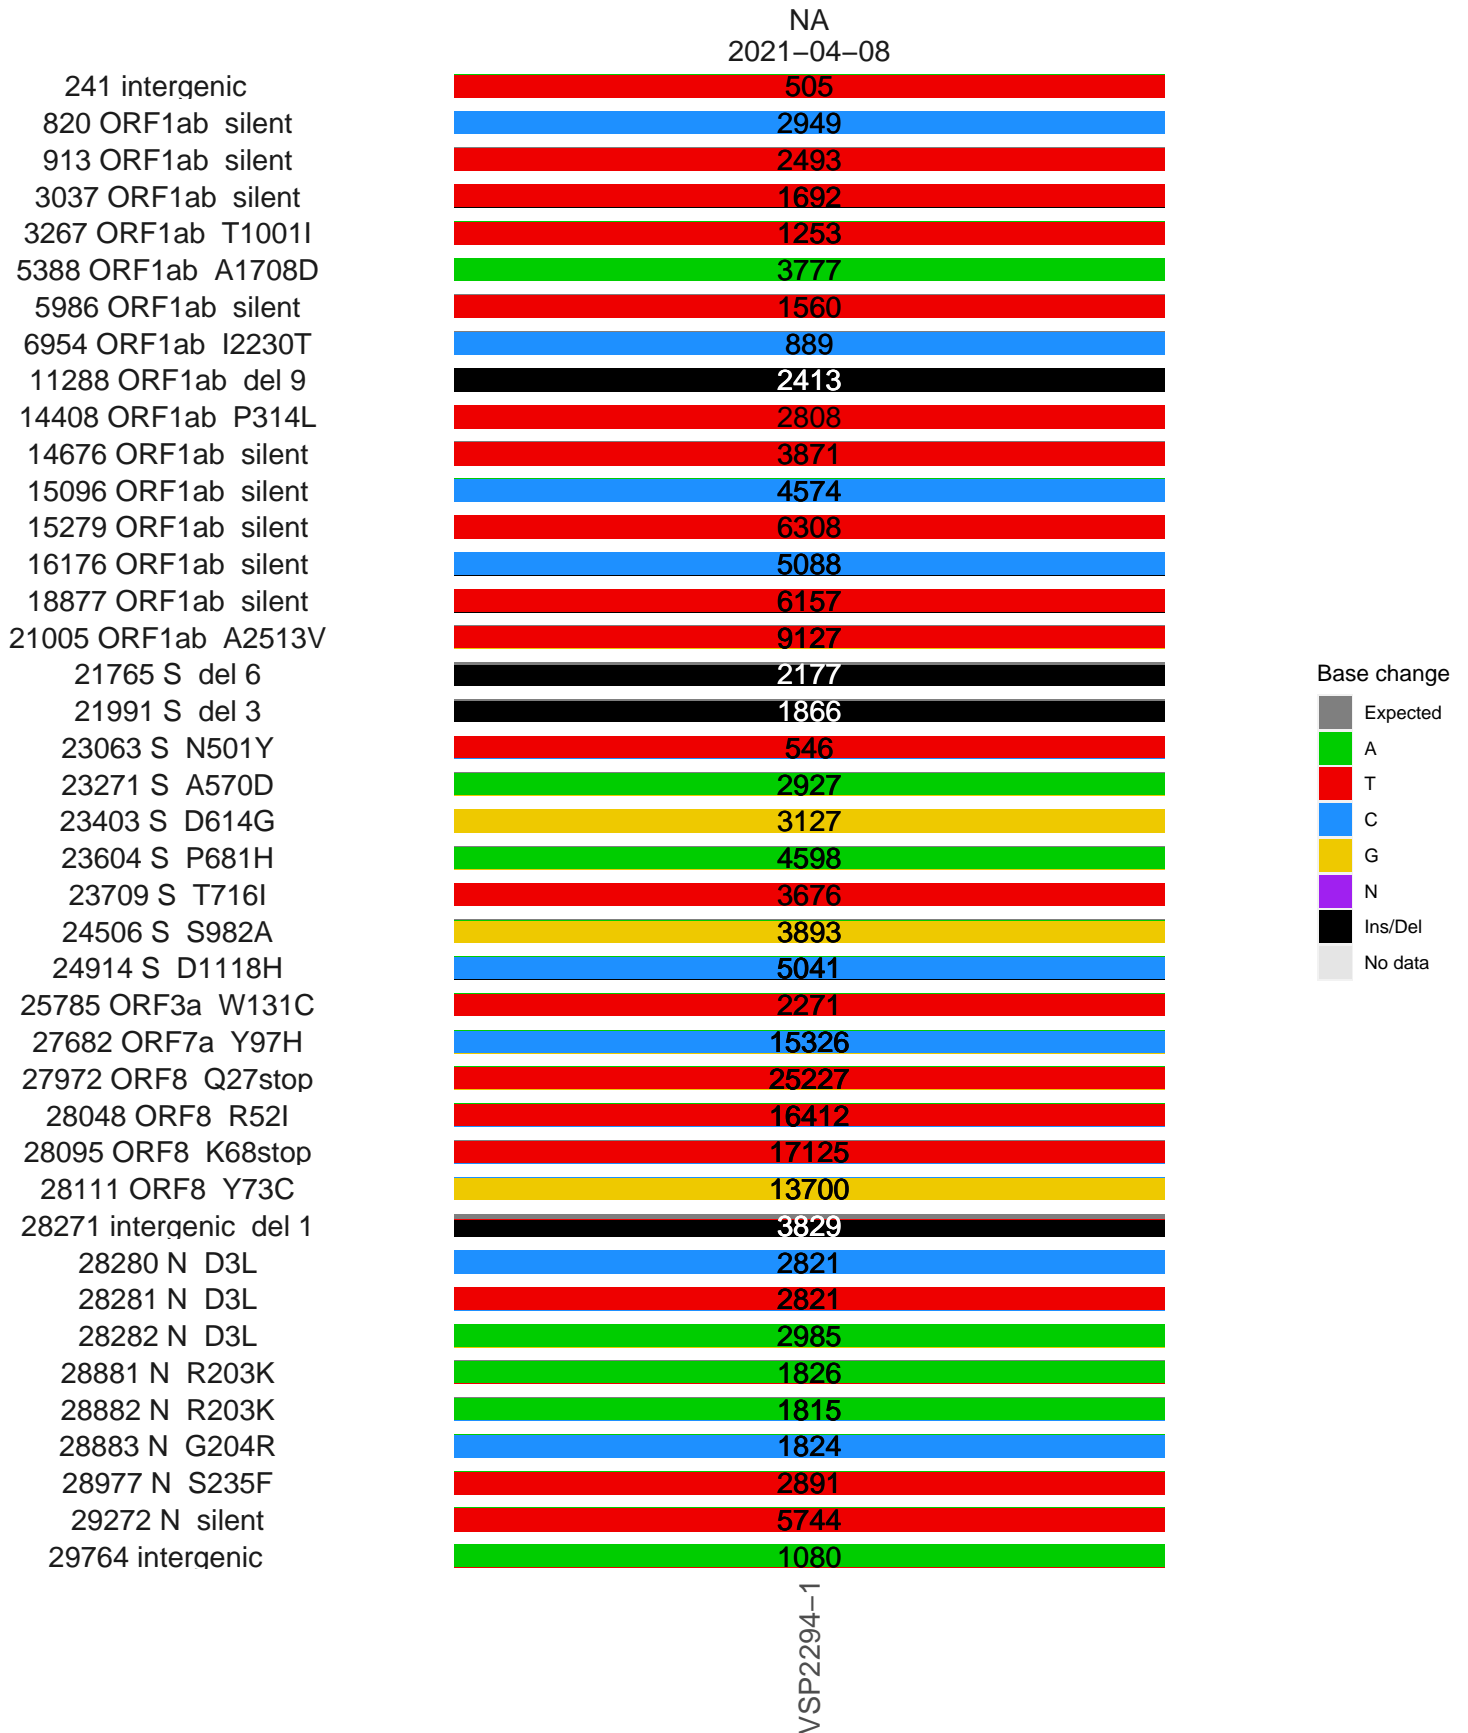 NA
2021−04−08
241 intergenic 505
820 ORF1ab silent 2949
913 ORF1ab silent 2493
3037 ORF1ab silent 1692
3267 ORF1ab T1001I 1253
5388 ORF1ab A1708D 3777
5986 ORF1ab silent 1560
6954 ORF1ab I2230T 889
11288 ORF1ab del 9 2413
14408 ORF1ab P314L 2808
14676 ORF1ab silent 3871
15096 ORF1ab silent 4574
15279 ORF1ab silent 6308
16176 ORF1ab silent 5088
18877 ORF1ab silent 6157
21005 ORF1ab A2513V 9127
21765 S del 6 2177
21991 S del 3 1866
23063 S N501Y 546
23271 S A570D 2927
23403 S D614G 3127
23604 S P681H 4598
23709 S T716I 3676
24506 S S982A 3893
24914 S D1118H 5041
25785 ORF3a W131C 2271
27682 ORF7a Y97H 15326
27972 ORF8 Q27stop 25227
28048 ORF8 R52I 16412
28095 ORF8 K68stop 17125
28111 ORF8 Y73C 13700
28271 intergenic del 1 3829
28280 N D3L 2821
28281 N D3L 2821
28282 N D3L 2985
28881 N R203K 1826
28882 N R203K 1815
28883 N G204R 1824
28977 N S235F 2891
29272 N silent 5744
29764 intergenic 1080
VSP2294−1
Base change
Expected
A
T
C
G
N
Ins/Del
No data